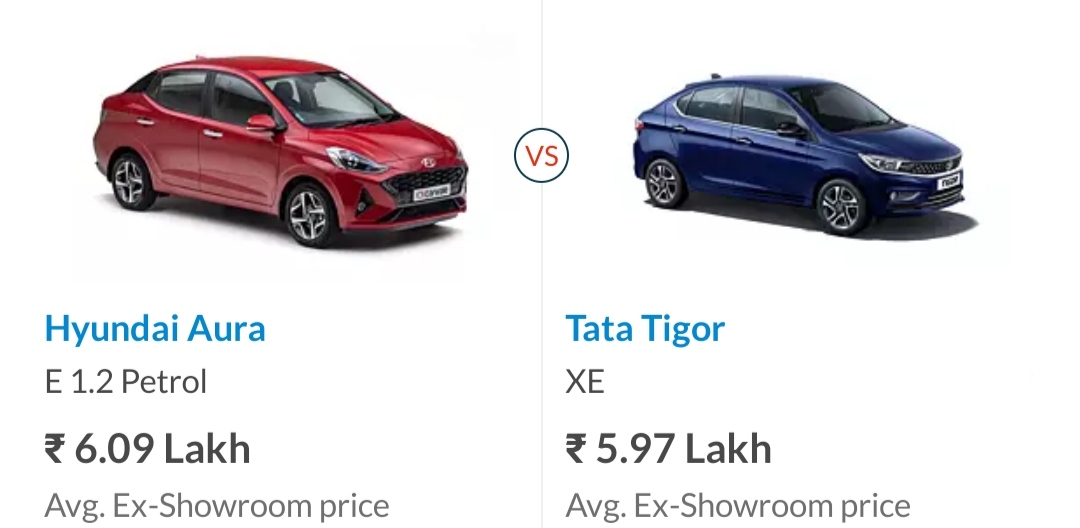 VS
Hyundai Aura
E 1.2 Petrol
₹ 6.09 Lakh
Avg. Ex-Showroom price
Tata Tigor
XE
₹ 5.97 Lakh
Avg. Ex-Showroom price
TIGOR